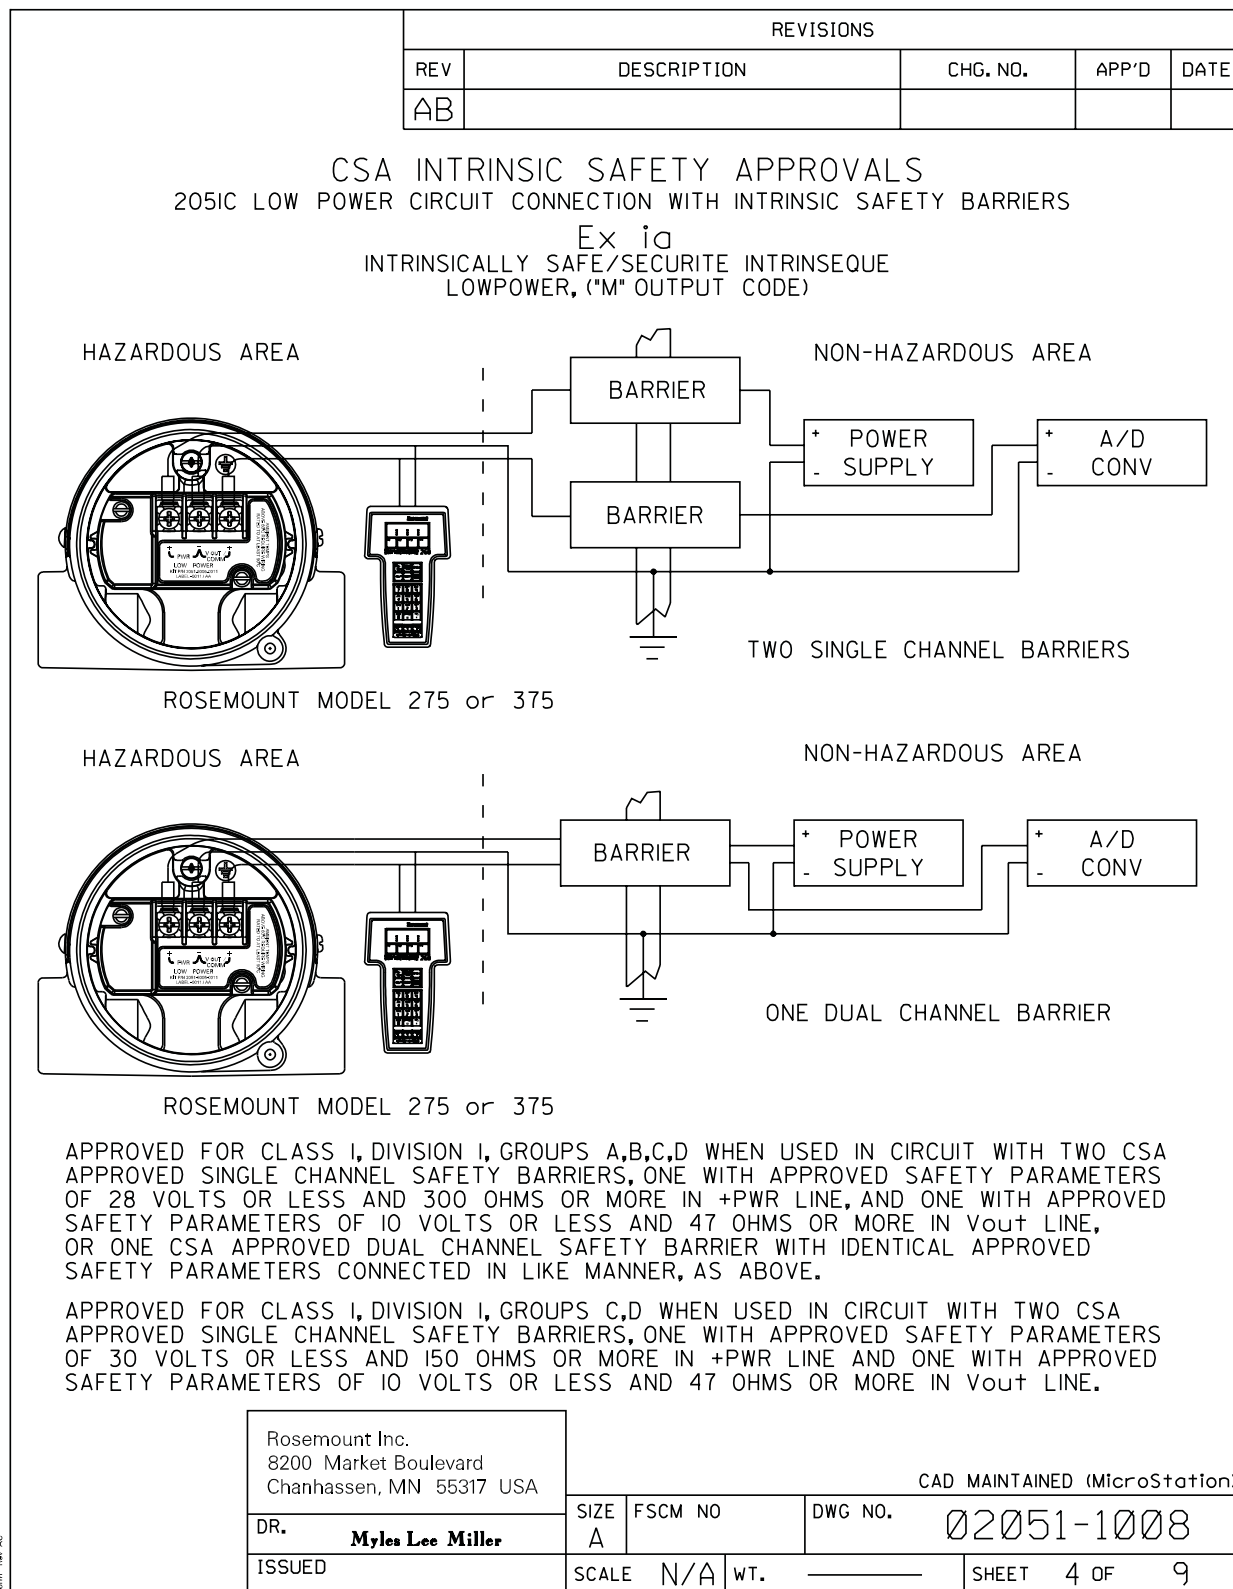 REVISIONS
REV DESCRIPTION CHG. NO. APP'D DATE
AB
CSA INTRINSIC SAFETY APPROVALS
2051C LOW POWER CIRCUIT CONNECTION WITH INTRINSIC SAFETY BARRIERS
Ex ia
INTRINSICALLY SAFE/SECURITE INTRINSEQUE
LOWPOWER, ("M" OUTPUT CODE)
HAZARDOUS AREA
NON-HAZARDOUS AREA
BARRIER
+ POWER
- SUPPLY
+ A/D
- CONV
BARRIER
PWR V OUT
COMM
LOW POWER
TWO SINGLE CHANNEL BARRIERS
ROSEMOUNT MODEL 275 or 375
HAZARDOUS AREA
NON-HAZARDOUS AREA
BARRIER
+ POWER
- SUPPLY
+ A/D
- CONV
PWR V OUT
COMM
LOW POWER
ONE DUAL CHANNEL BARRIER
ROSEMOUNT MODEL 275 or 375
APPROVED FOR CLASS I, DIVISION I, GROUPS A,B,C,D WHEN USED IN CIRCUIT WITH TWO CSA
APPROVED SINGLE CHANNEL SAFETY BARRIERS, ONE WITH APPROVED SAFETY PARAMETERS
OF 28 VOLTS OR LESS AND 300 OHMS OR MORE IN +PWR LINE, AND ONE WITH APPROVED
SAFETY PARAMETERS OF 10 VOLTS OR LESS AND 47 OHMS OR MORE IN Vout LINE,
OR ONE CSA APPROVED DUAL CHANNEL SAFETY BARRIER WITH IDENTICAL APPROVED
SAFETY PARAMETERS CONNECTED IN LIKE MANNER, AS ABOVE.
APPROVED FOR CLASS I, DIVISION I, GROUPS C,D WHEN USED IN CIRCUIT WITH TWO CSA
APPROVED SINGLE CHANNEL SAFETY BARRIERS, ONE WITH APPROVED SAFETY PARAMETERS
OF 30 VOLTS OR LESS AND 150 OHMS OR MORE IN +PWR LINE AND ONE WITH APPROVED
SAFETY PARAMETERS OF 10 VOLTS OR LESS AND 47 OHMS OR MORE IN Vout LINE.
Rosemount Inc.
8200 Market Boulevard
Chanhassen, MN 55317 USA
CAD MAINTAINED (MicroStation)
DR. Myles Lee Miller
SIZE A
FSCM NO
DWG NO. 02051-1008
ISSUED
SCALE N/A WT. SHEET 4 OF 9